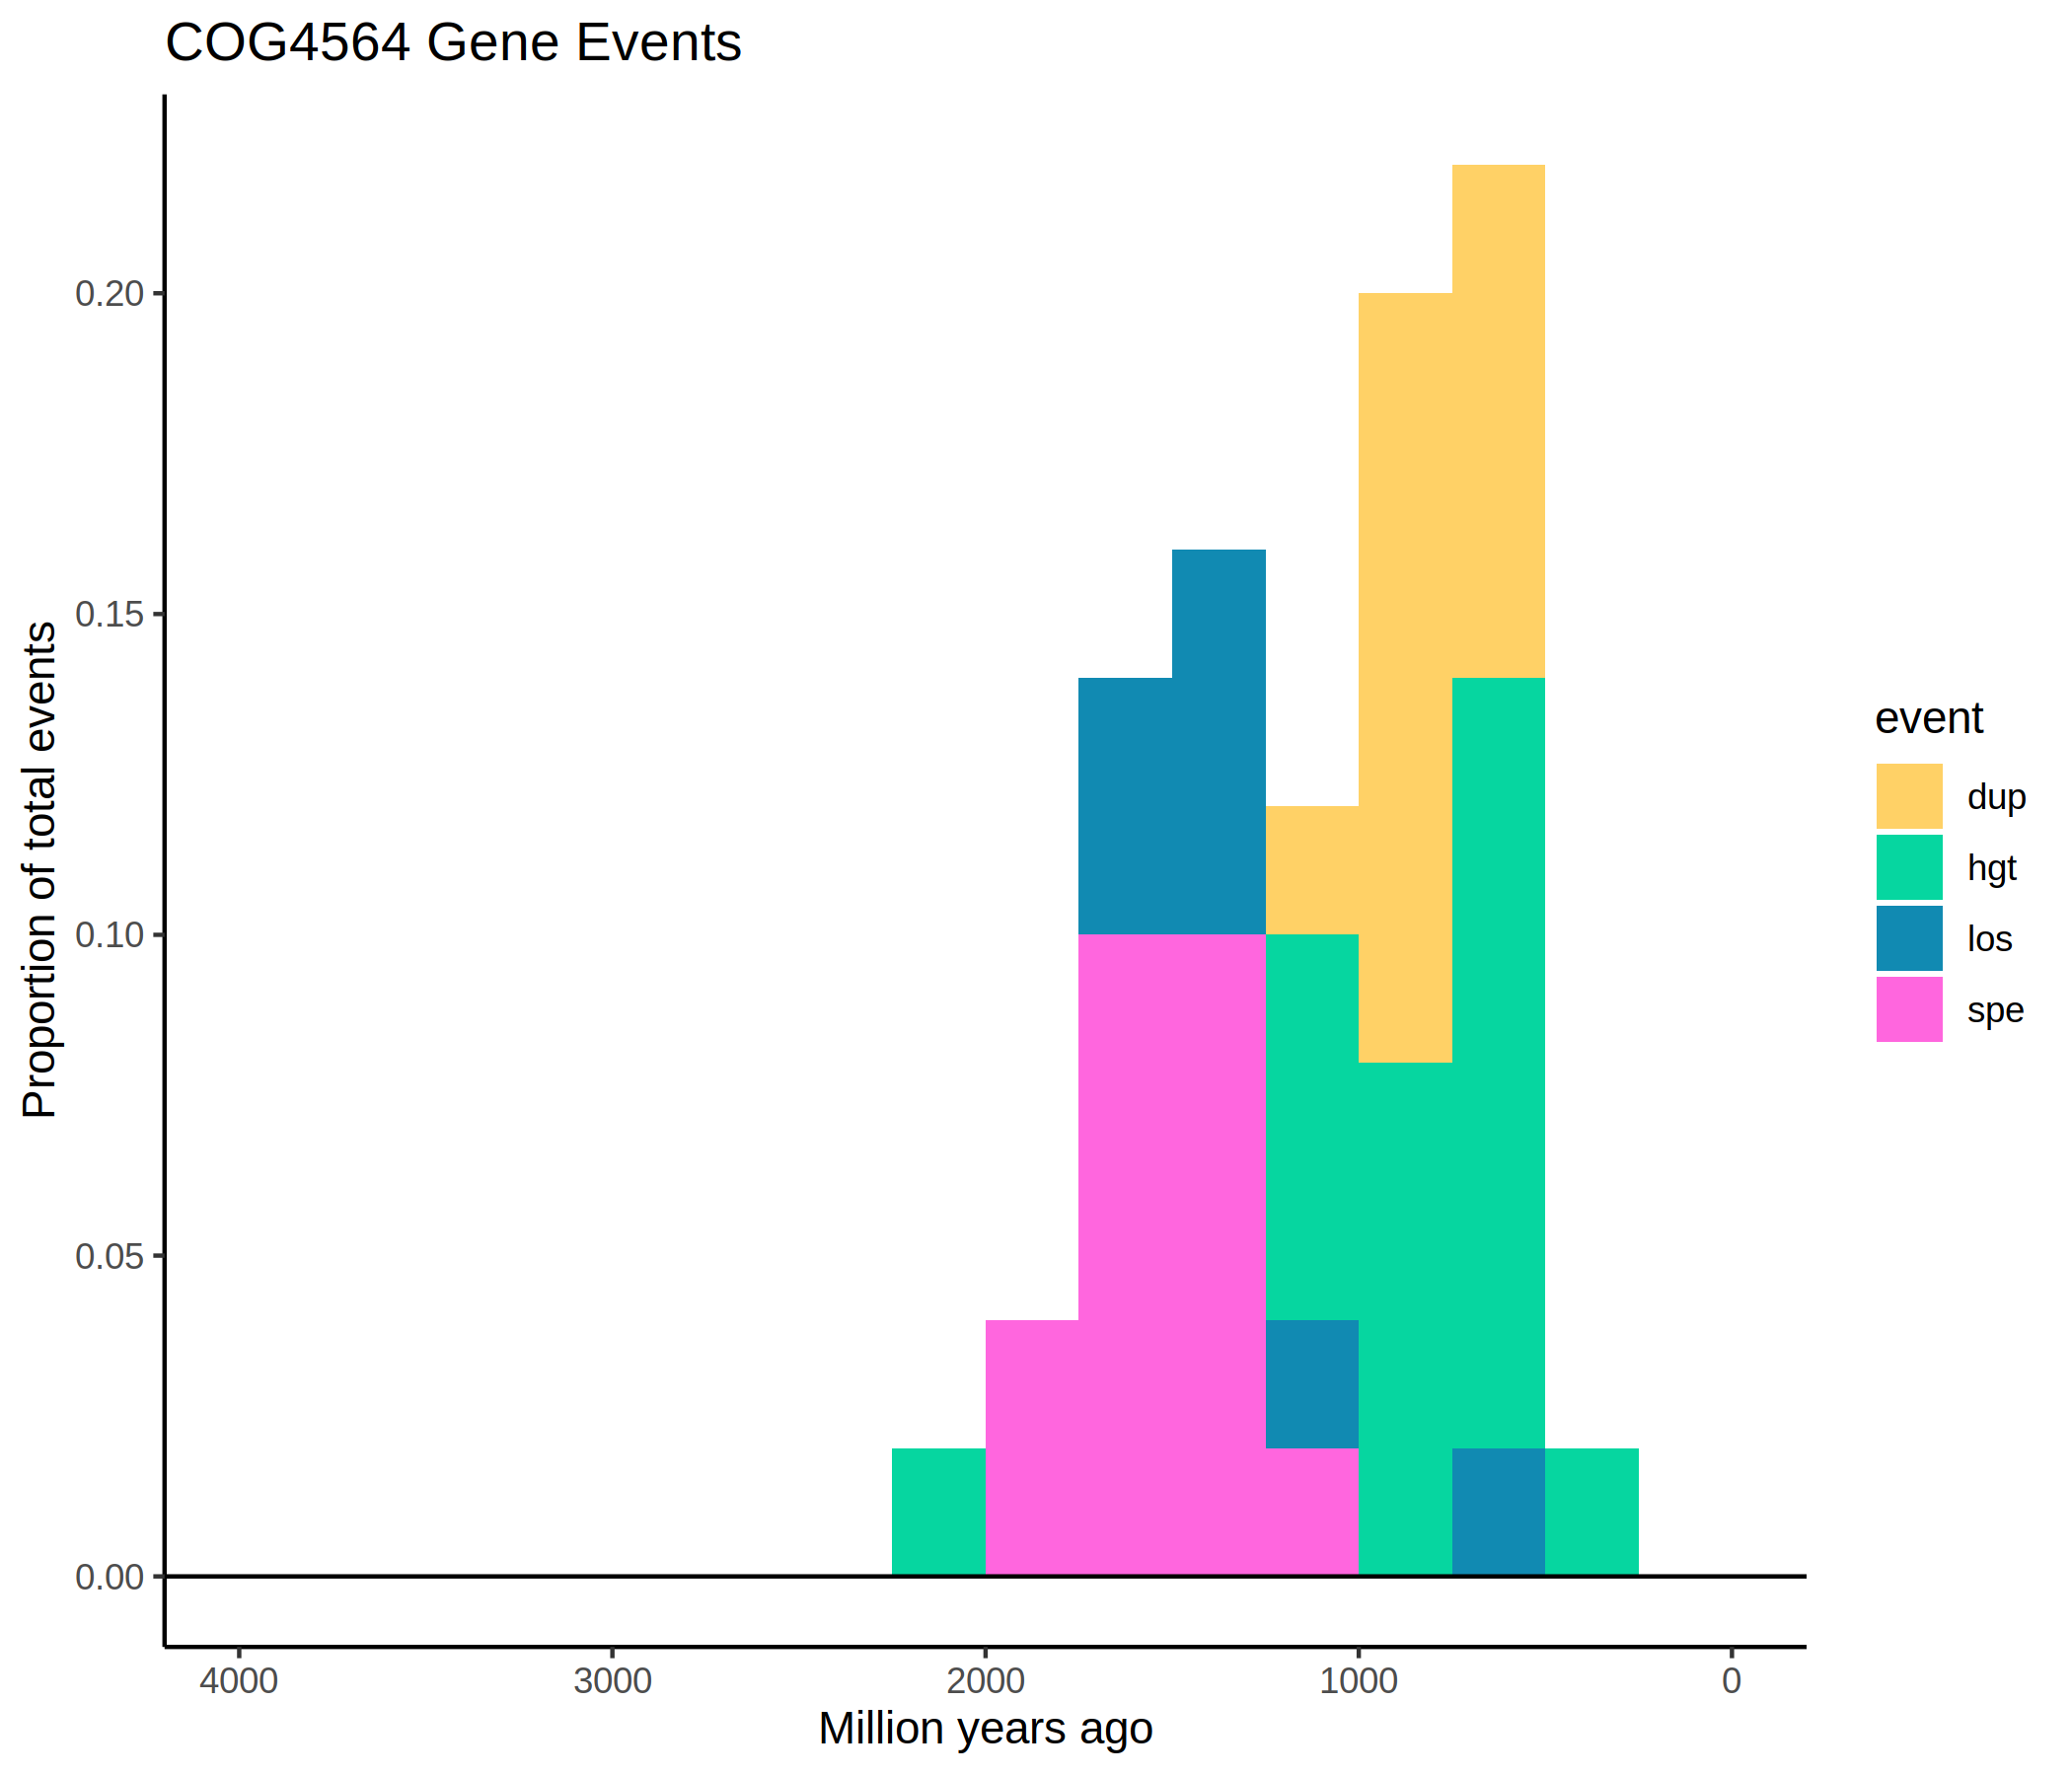 COG4564 Gene Events
Proportion of total events
0.20
0.15
0.10
0.05
0.00
4000 3000 2000 1000 0
Million years ago
event
dup
hgt
los
spe